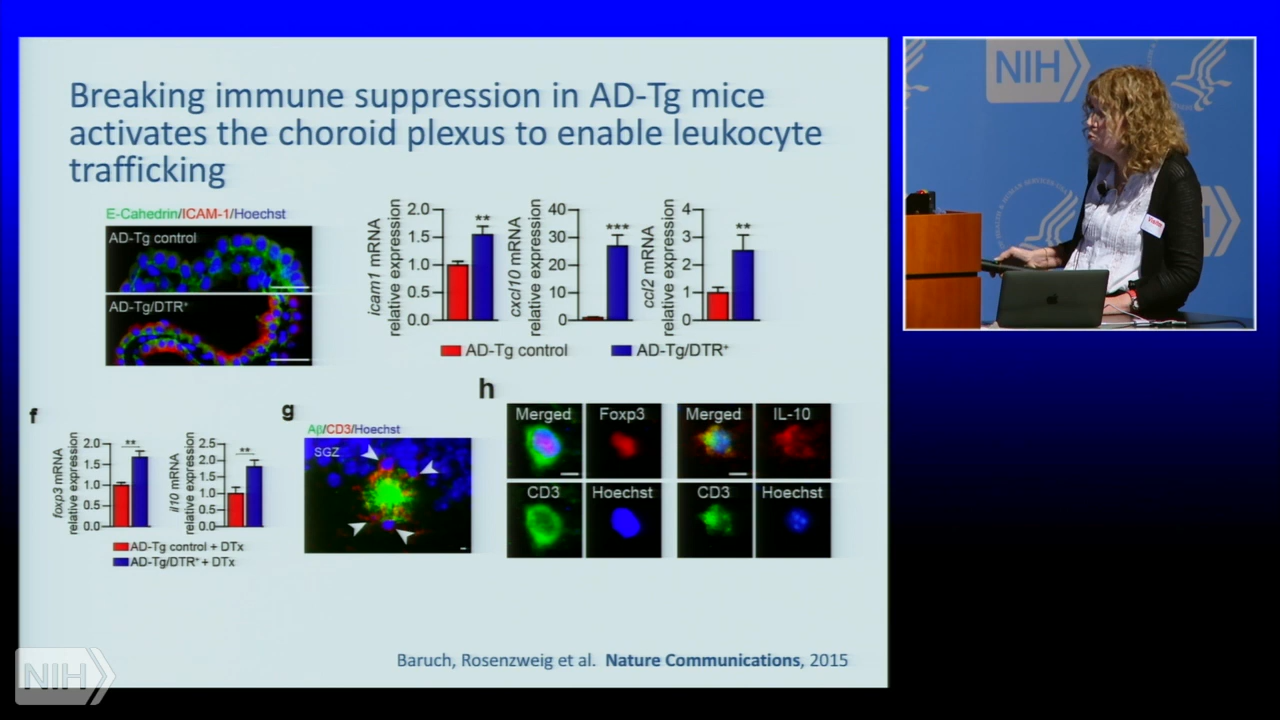 Breaking immune suppression in AD-Tg mice
activates the choroid plexus to enable leukocyte
trafficking
E-Cahedrin/ICAM-1/Hoechst
AD-Tg control
AD-Tg/DTR⁺
icam1 mRNA
relative expression
2.0
1.5
1.0
0.5
0.0
**
cxcl10 mRNA
relative expression
40
30
20
10
0
***
ccl2 mRNA
relative expression
4
3
2
1
0
**
AD-Tg control
AD-Tg/DTR⁺
f
foxp3 mRNA
relative expression
2.0
1.5
1.0
0.5
0.0
**
il10 mRNA
relative expression
2.5
2.0
1.5
1.0
0.5
0.0
**
AD-Tg control + DTx
AD-Tg/DTR⁺ + DTx
g
Aβ/CD3/Hoechst
SGZ
h
Merged Foxp3 Merged IL-10
CD3 Hoechst CD3 Hoechst
Baruch, Rosenzweig et al. Nature Communications, 2015
NIH
NIH